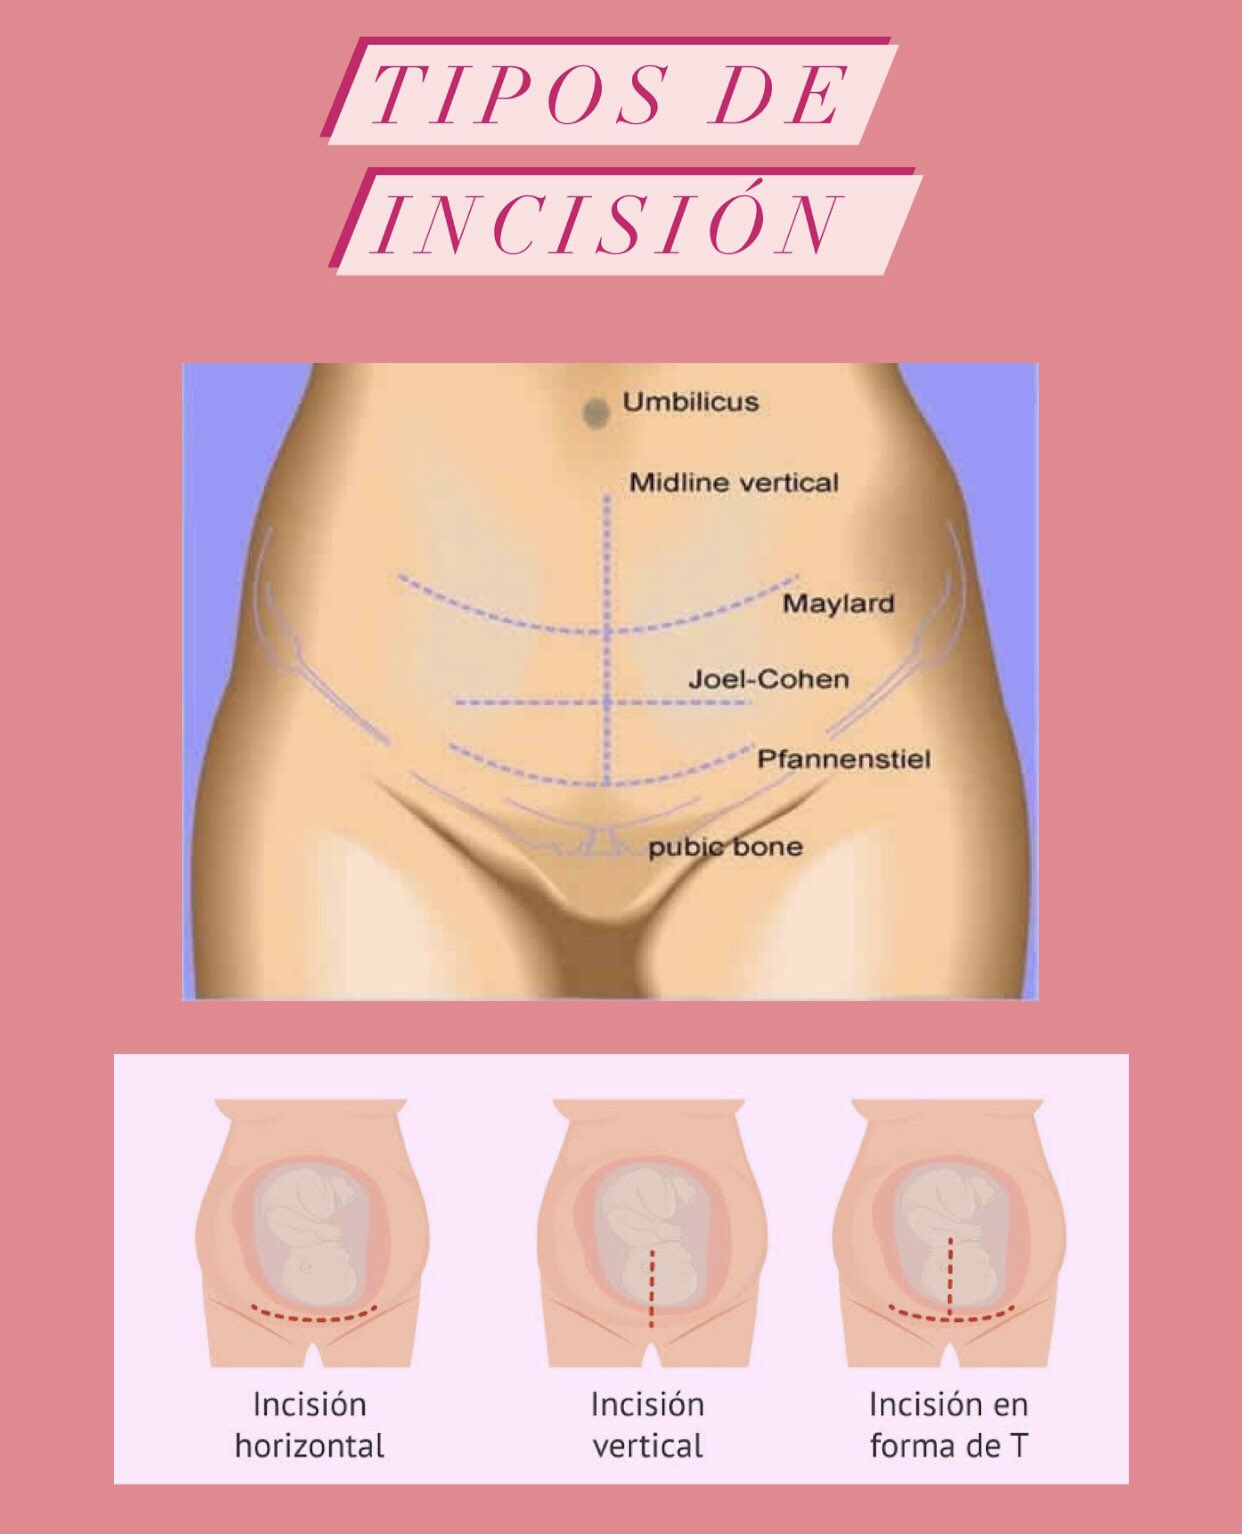 TIPOS DE
INCISIÓN
Umbilicus
Midline vertical
Maylard
Joel-Cohen
Pfannenstiel
pubic bone
Incisión
horizontal
Incisión
vertical
Incisión en
forma de T